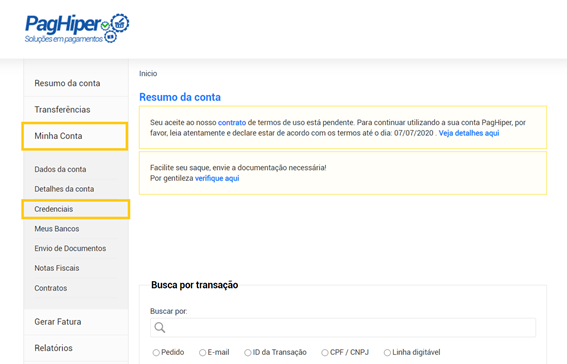 PagHiper
Soluções em pagamentos
Resumo da conta
Transferências
Minha Conta
Dados da conta
Detalhes da conta
Credenciais
Meus Bancos
Envio de Documentos
Notas Fiscais
Contratos
Gerar Fatura
Relatórios
Inicio
Resumo da conta
Seu aceite ao nosso contrato de termos de uso está pendente. Para continuar utilizando a sua conta PagHiper, por
favor, leia atentamente e declare estar de acordo com os termos até o dia: 07/07/2020 . Veja detalhes aqui
Facilite seu saque, envie a documentação necessária!
Por gentileza verifique aqui
Busca por transação
Buscar por:
Pedido E-mail ID da Transação CPF / CNPJ Linha digitável